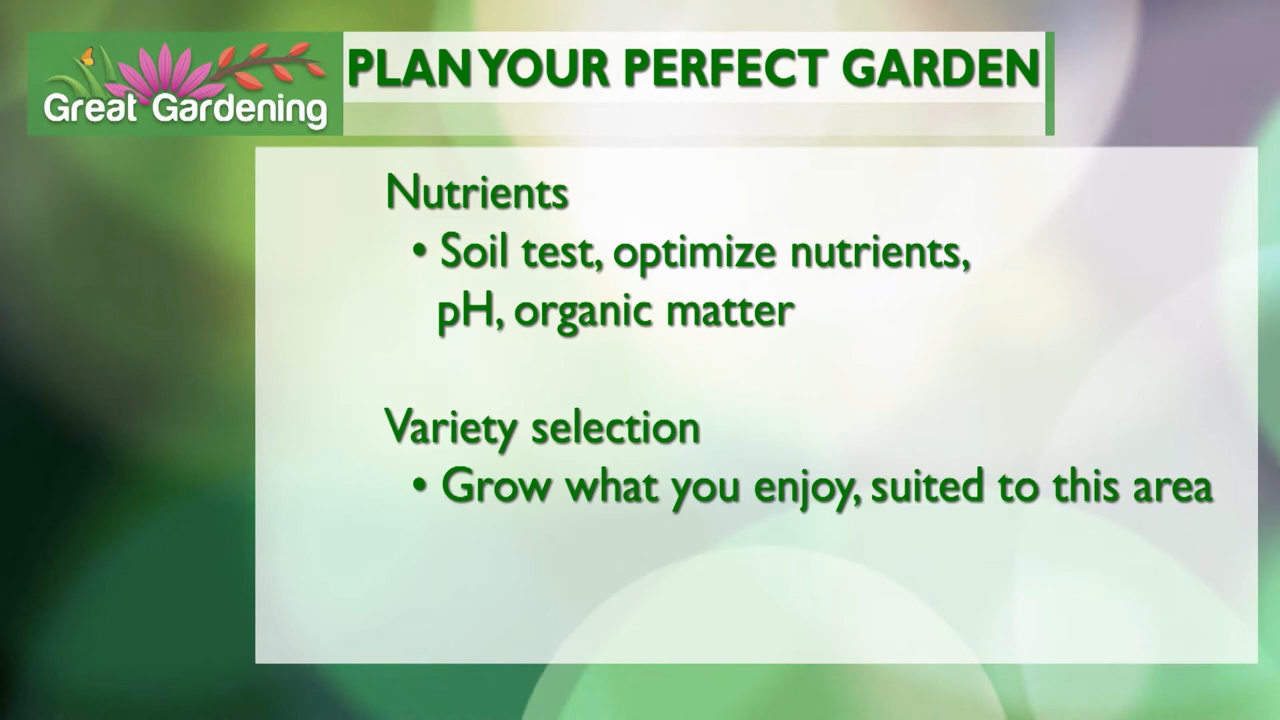 Great Gardening
PLAN YOUR PERFECT GARDEN
Nutrients
• Soil test, optimize nutrients,
pH, organic matter
Variety selection
• Grow what you enjoy, suited to this area